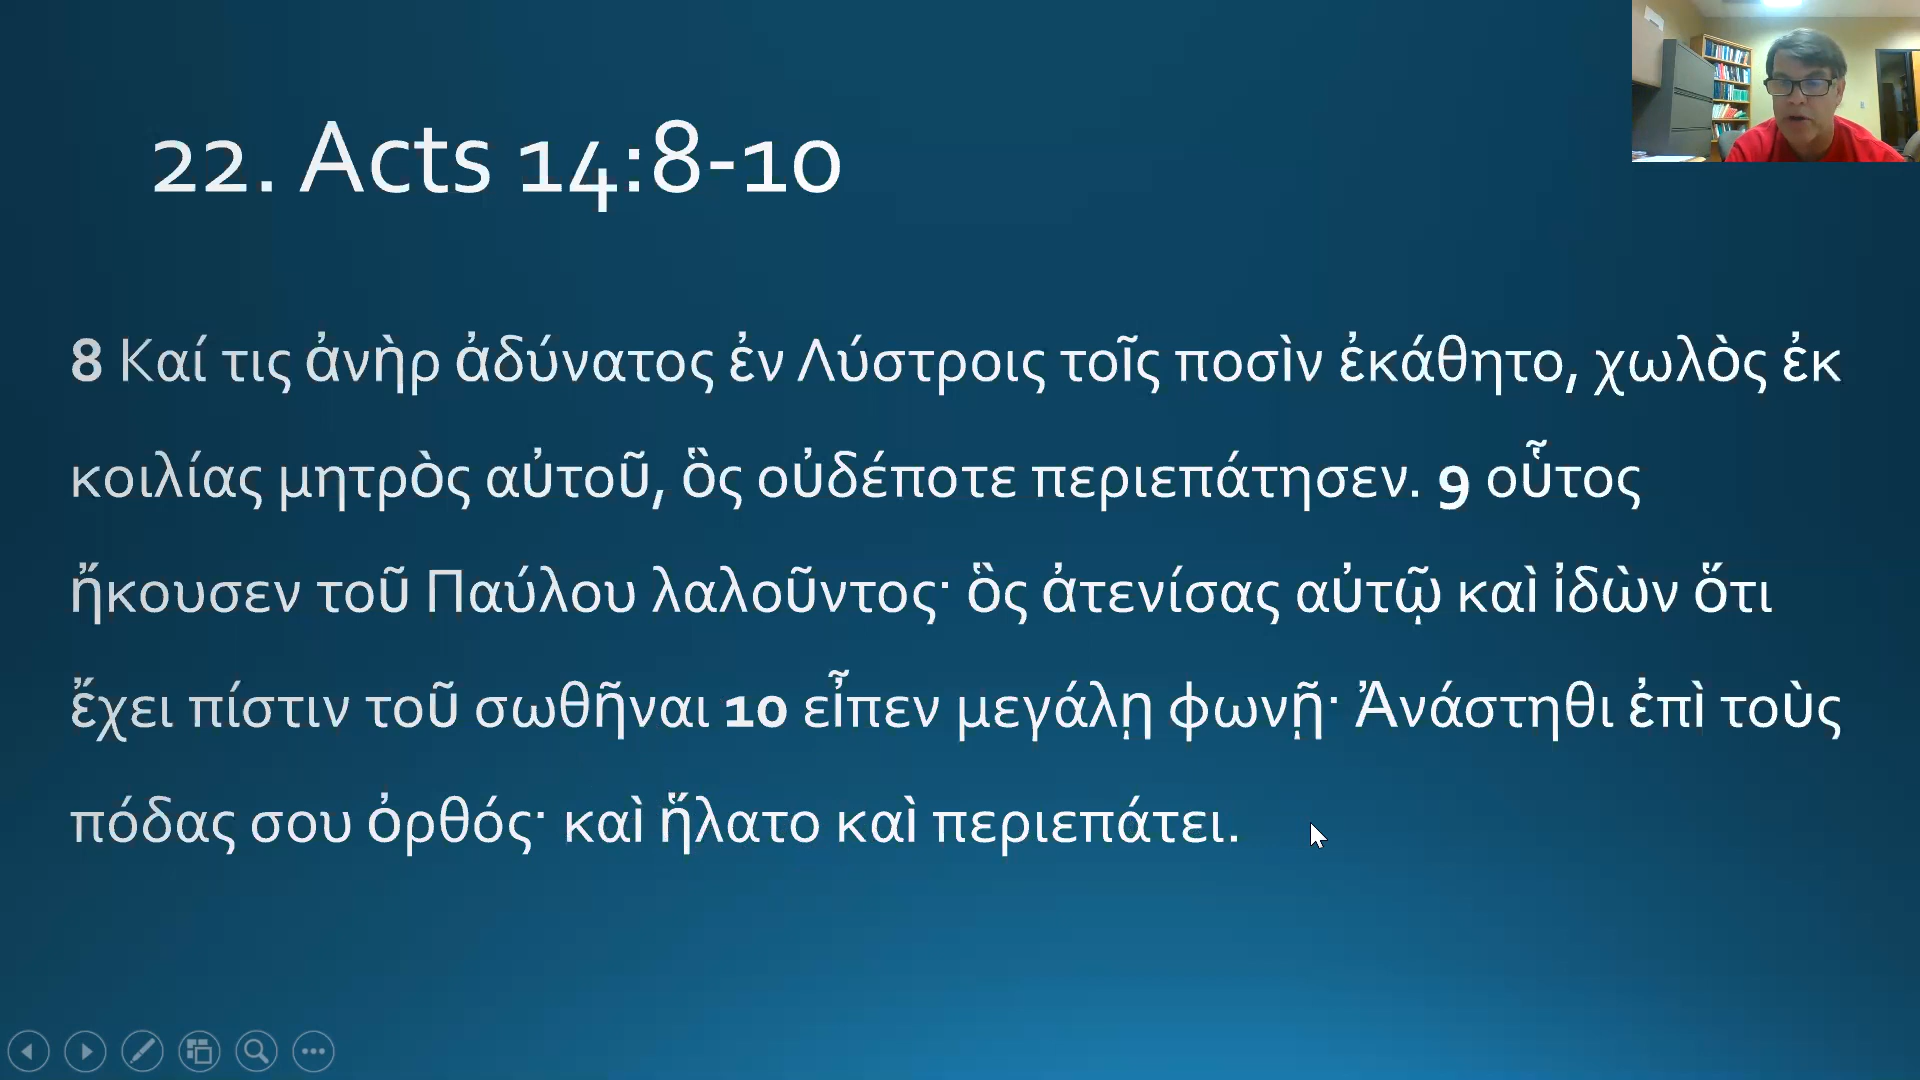 22. Acts 14:8-10
8 Καί τις ἀνὴρ ἀδύνατος ἐν Λύστροις τοῖς ποσὶν ἐκάθητο, χωλὸς ἐκ
κοιλίας μητρὸς αὐτοῦ, ὃς οὐδέποτε περιεπάτησεν. 9 οὗτος
ἤκουσεν τοῦ Παύλου λαλοῦντος· ὃς ἀτενίσας αὐτῷ καὶ ἰδὼν ὅτι
ἔχει πίστιν τοῦ σωθῆναι 10 εἶπεν μεγάλῃ φωνῇ· Ἀνάστηθι ἐπὶ τοὺς
πόδας σου ὀρθός· καὶ ἥλατο καὶ περιεπάτει.